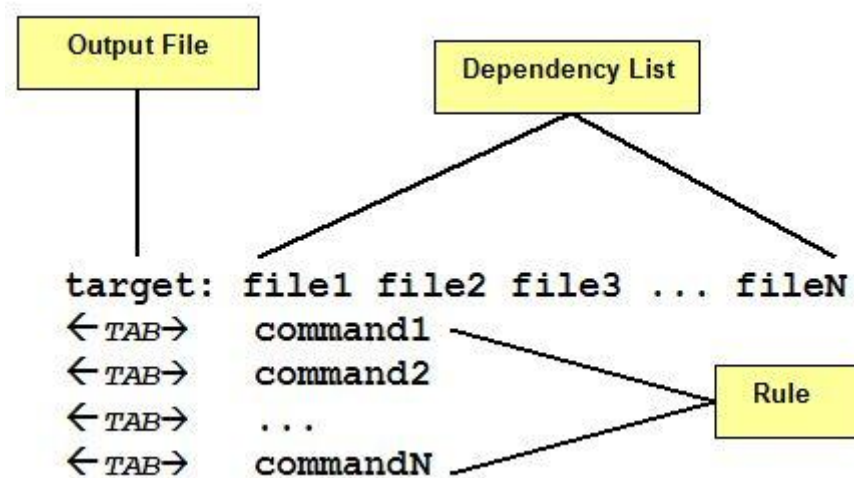 Output File
Dependency List
target: file1 file2 file3 ... fileN
←TAB→ command1
←TAB→ command2
←TAB→ ...
←TAB→ commandN
Rule